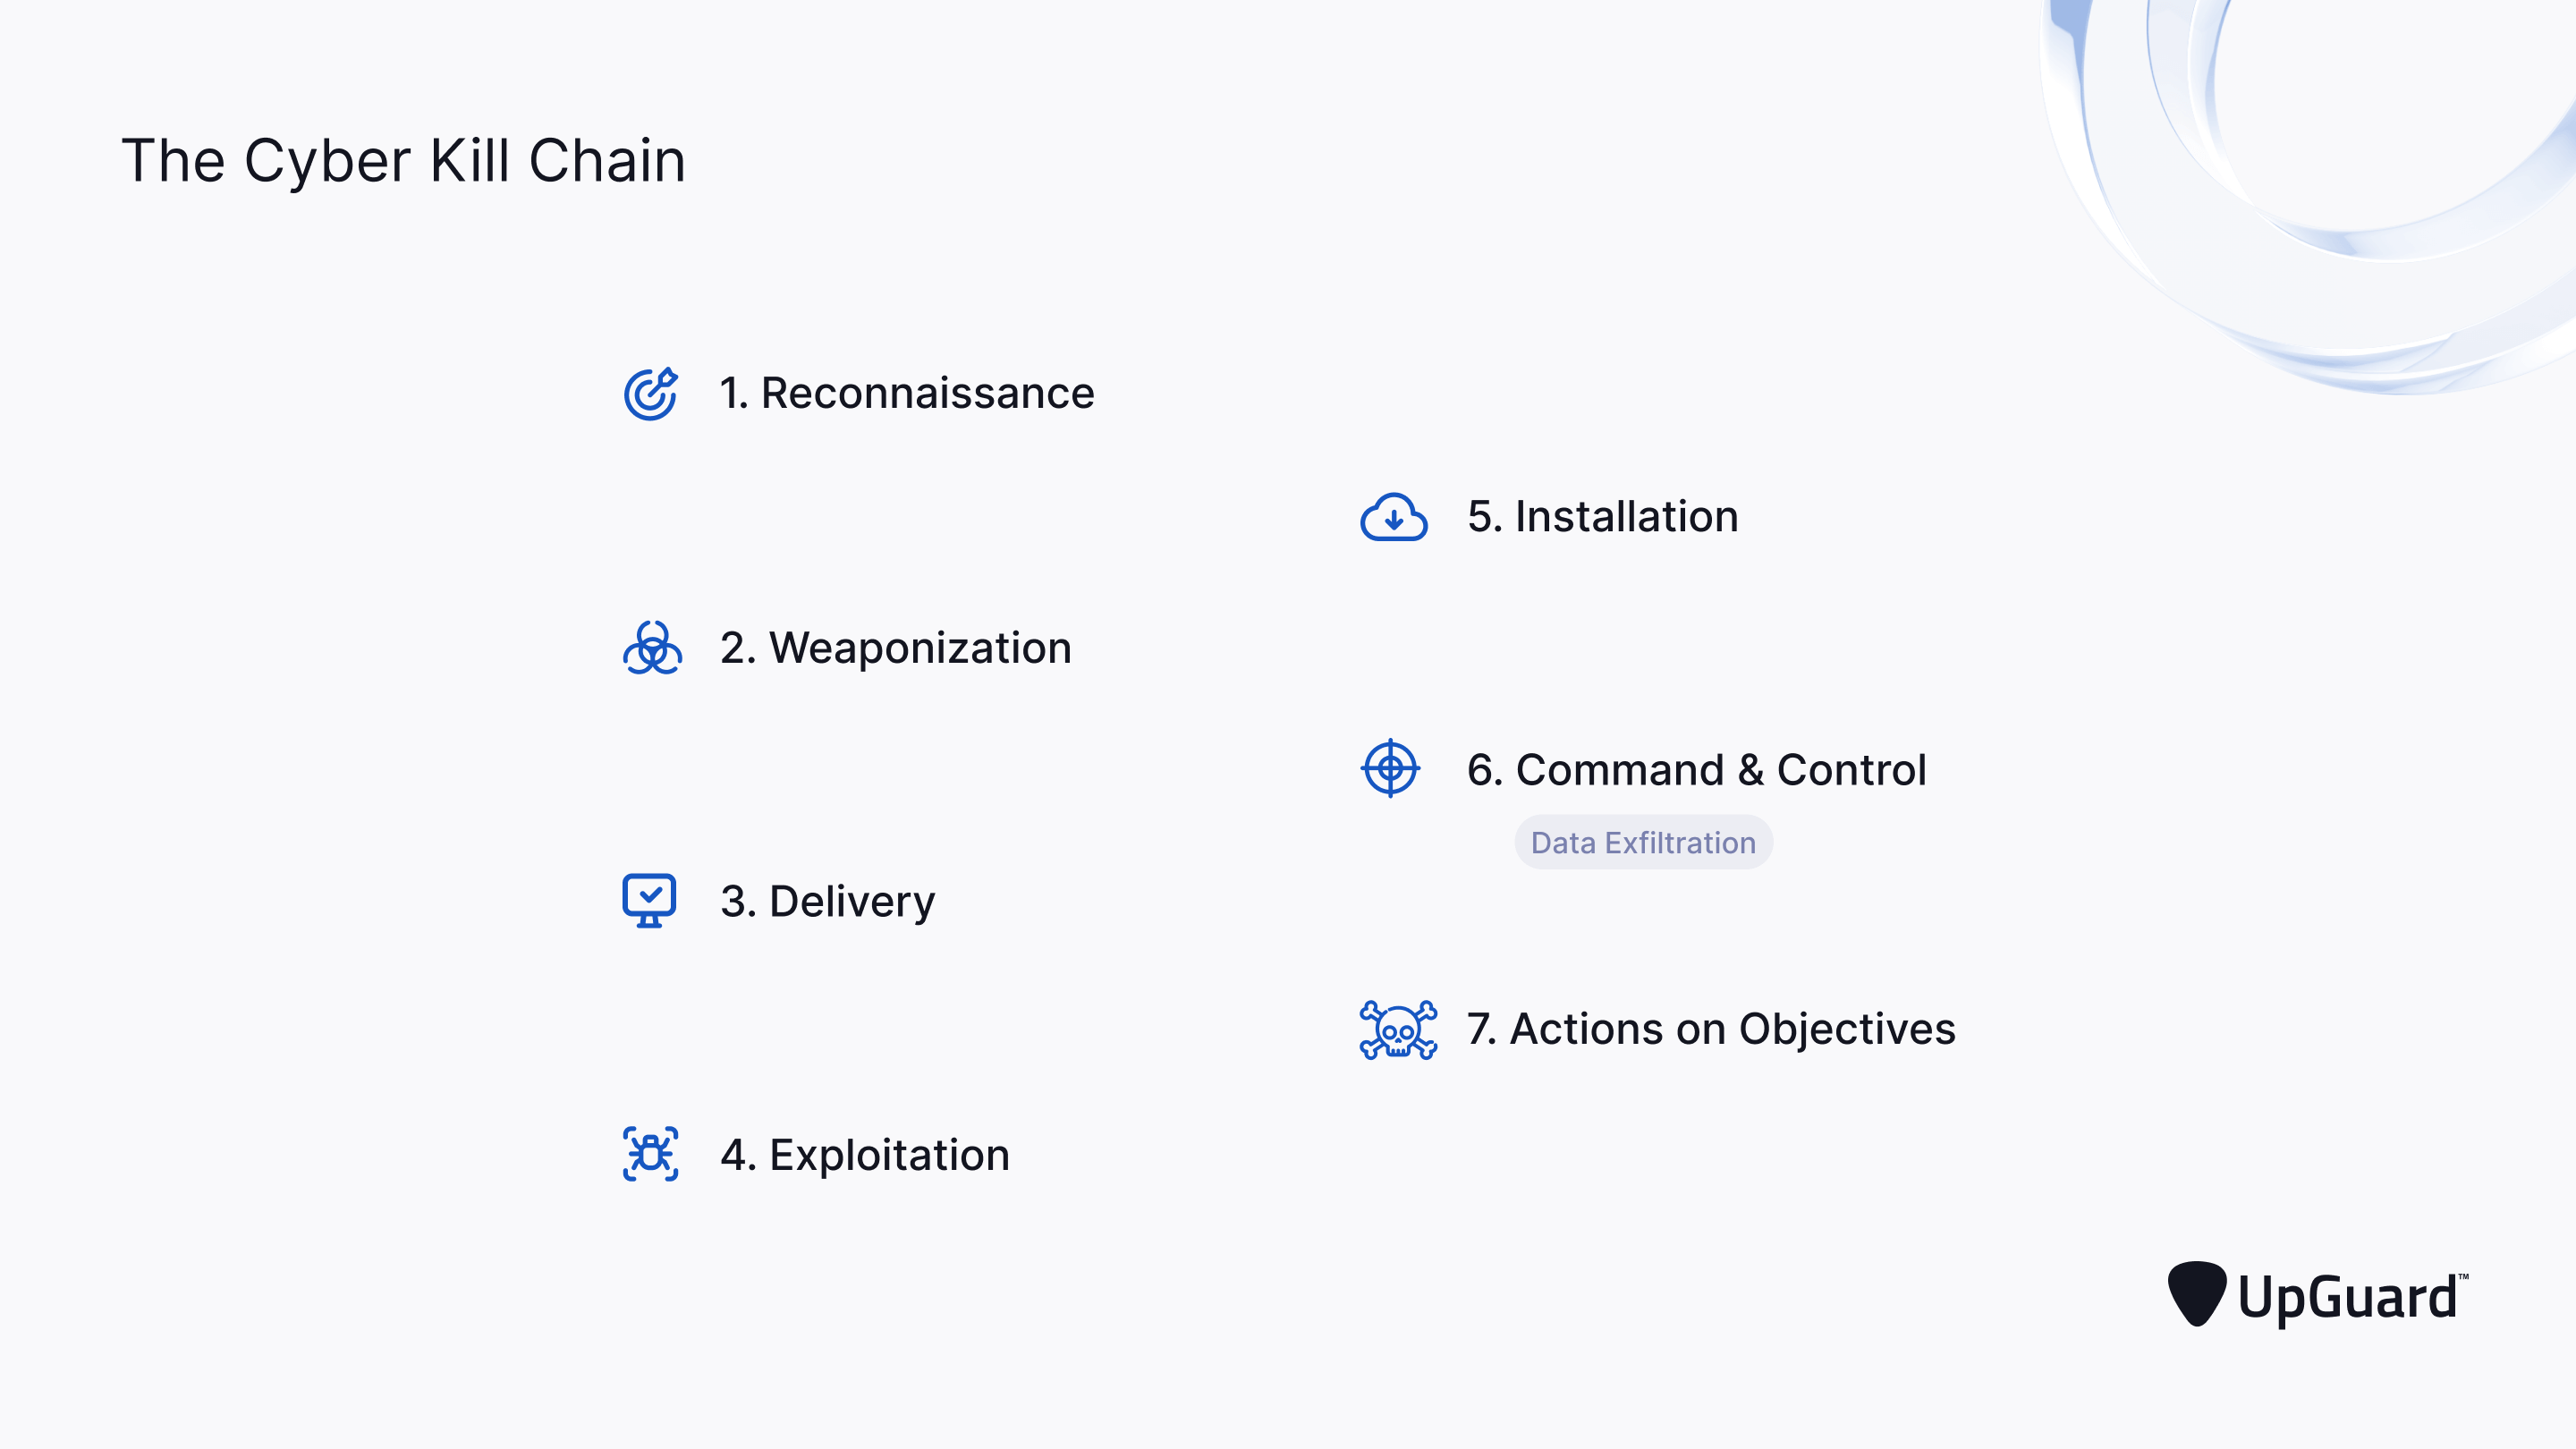 The Cyber Kill Chain
1. Reconnaissance
2. Weaponization
3. Delivery
4. Exploitation
5. Installation
6. Command & Control
Data Exfiltration
7. Actions on Objectives
UpGuard™